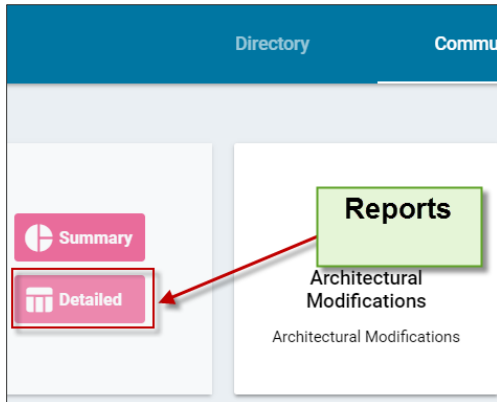 Directory
Commu
Summary
Detailed
Reports
Architectural
Modifications
Architectural Modifications